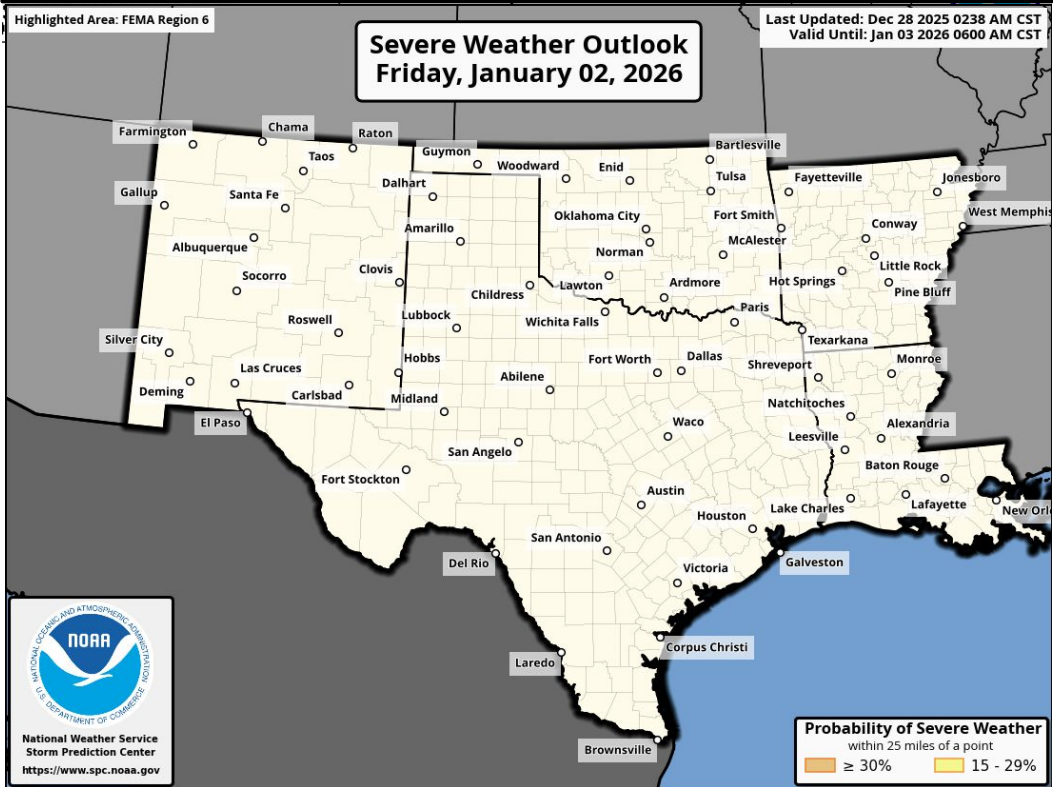 Highlighted Area: FEMA Region 6
Severe Weather Outlook
Friday, January 02, 2026
Last Updated: Dec 28 2025 0238 AM CST
Valid Until: Jan 03 2026 0600 AM CST
Farmington
Chama
Raton
Taos
Guymon
Woodward
Enid
Bartlesville
Tulsa
Fayetteville
Jonesboro
Gallup
Santa Fe
Dalhart
Oklahoma City
Fort Smith
Conway
West Memphis
Albuquerque
Amarillo
Norman
McAlester
Little Rock
Socorro
Clovis
Childress
Lawton
Ardmore
Hot Springs
Pine Bluff
Roswell
Lubbock
Wichita Falls
Paris
Texarkana
Silver City
Las Cruces
Hobbs
Fort Worth
Dallas
Shreveport
Monroe
Deming
Carlsbad
Midland
Abilene
Natchitoches
El Paso
San Angelo
Waco
Leesville
Alexandria
Fort Stockton
Austin
Baton Rouge
Houston
Lake Charles
Lafayette
New Orl
San Antonio
Del Rio
Victoria
Galveston
Laredo
Corpus Christi
Brownsville
NATIONAL OCEANIC AND ATMOSPHERIC ADMINISTRATION
NOAA
U.S. DEPARTMENT OF COMMERCE
National Weather Service
Storm Prediction Center
https://www.spc.noaa.gov
Probability of Severe Weather
within 25 miles of a point
≥ 30%
15 - 29%